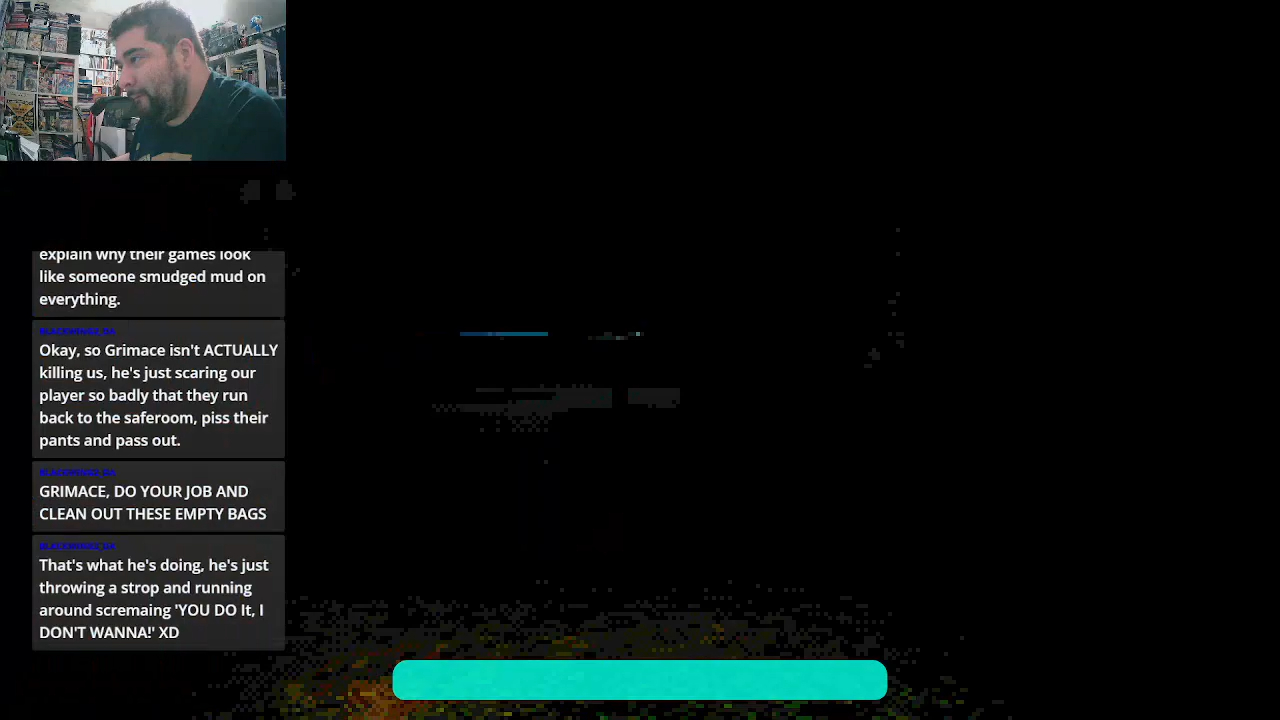 explain why their games look
like someone smudged mud on
everything.
Okay, so Grimace isn't ACTUALLY
killing us, he's just scaring our
player so badly that they run
back to the saferoom, piss their
pants and pass out.
GRIMACE, DO YOUR JOB AND
CLEAN OUT THESE EMPTY BAGS
That's what he's doing, he's just
throwing a strop and running
around scremaing 'YOU DO It, I
DON'T WANNA!' XD